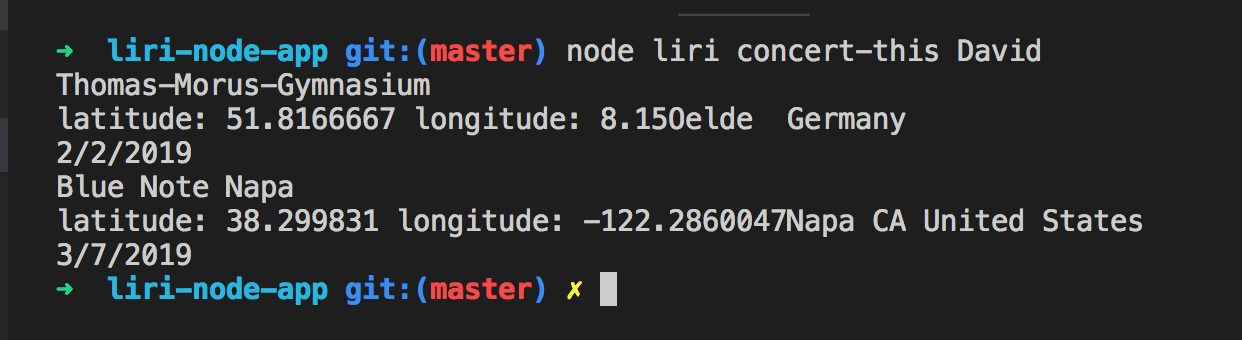 ➜ liri-node-app git:(master) node liri concert-this David
Thomas-Morus-Gymnasium
latitude: 51.8166667 longitude: 8.15Oelde  Germany
2/2/2019
Blue Note Napa
latitude: 38.299831 longitude: -122.2860047Napa CA United States
3/7/2019
➜ liri-node-app git:(master) ✗